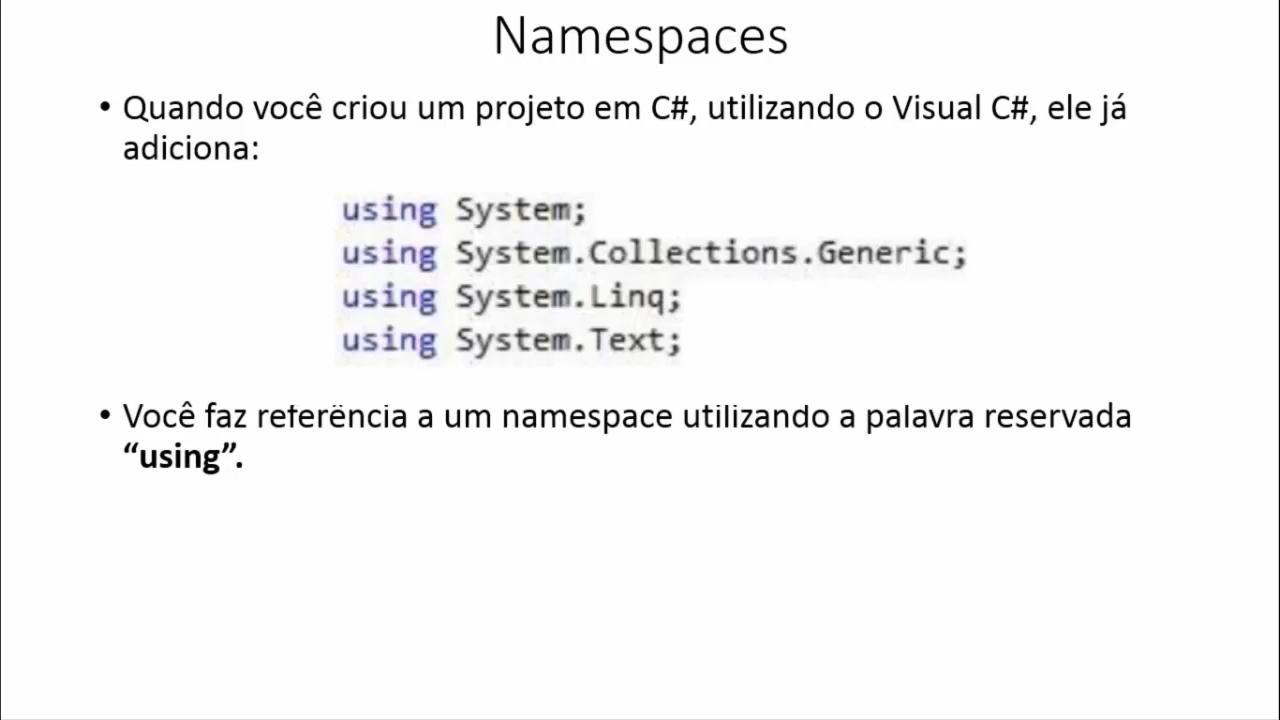 Namespaces
• Quando você criou um projeto em C#, utilizando o Visual C#, ele já
adiciona:
using System;
using System.Collections.Generic;
using System.Linq;
using System.Text;
• Você faz referência a um namespace utilizando a palavra reservada
“using”.